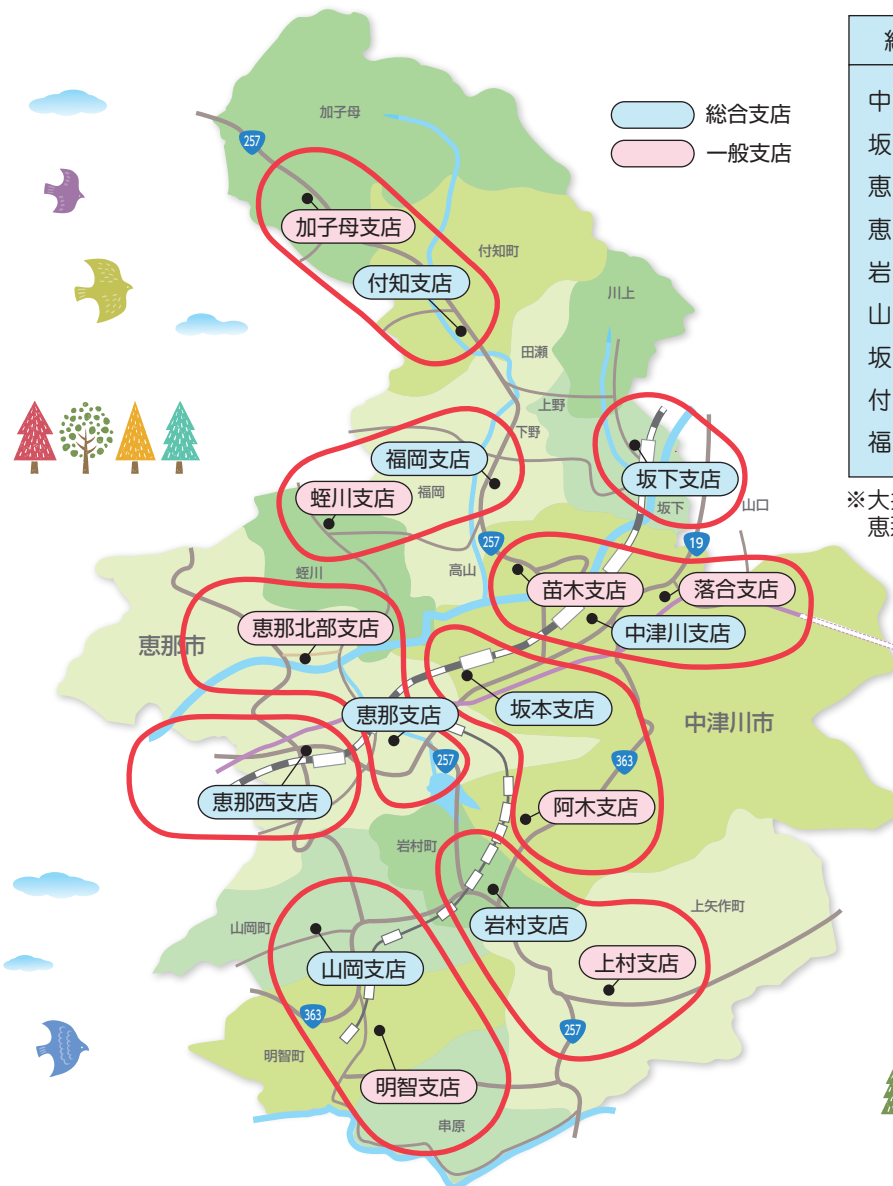 加子母
257
総合支店
一般支店
加子母支店
付知町
付知支店
川上
田瀬
上野
下野
福岡支店
坂下支店
蛭川支店
福岡
坂下
山口
257
19
蛭川
高山
苗木支店
落合支店
恵那北部支店
中津川支店
恵那市
坂本支店
恵那支店
中津川市
257
363
恵那西支店
阿木支店
岩村町
上矢作町
山岡町
岩村支店
山岡支店
上村支店
363
257
明智町
明智支店
串原
中
坂
恵
恵
岩
山
坂
付
福
※大
恵